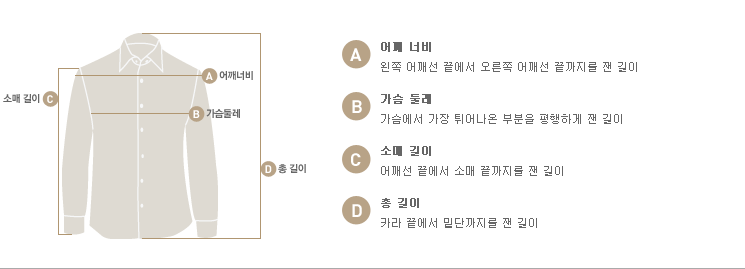 A 어깨너비
소매 길이 C
B 가슴둘레
D 총 길이
A 어깨 너비
왼쪽 어깨선 끝에서 오른쪽 어깨선 끝까지를 잰 길이
B 가슴 둘레
가슴에서 가장 튀어나온 부분을 평행하게 잰 길이
C 소매 길이
어깨선 끝에서 소매 끝까지를 잰 길이
D 총 길이
카라 끝에서 밑단까지를 잰 길이